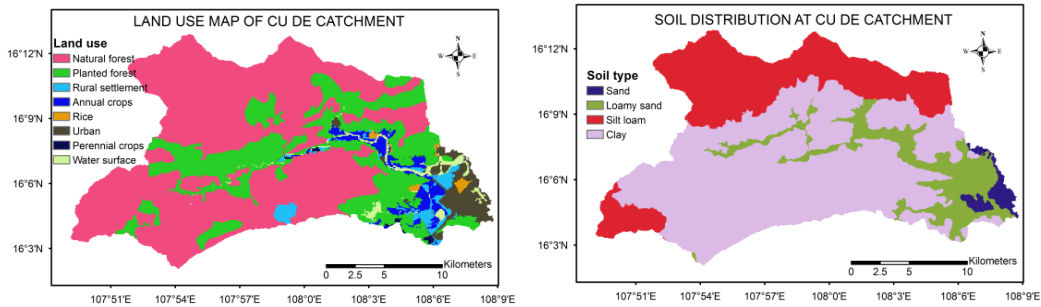 LAND USE MAP OF CU DE CATCHMENT
16°12'N
16°9'N
16°6'N
16°3'N
Land use
Natural forest
Planted forest
Rural settlement
Annual crops
Rice
Urban
Perennial crops
Water surface
N
W E
S
Kilometers
0 2.5 5 10
107°51'E 107°54'E 107°57'E 108°0'E 108°3'E 108°6'E 108°9'E
SOIL DISTRIBUTION AT CU DE CATCHMENT
16°12'N
16°9'N
16°6'N
16°3'N
Soil type
Sand
Loamy sand
Silt loam
Clay
N
W E
S
Kilometers
0 2.5 5 10
107°51'E 107°54'E 107°57'E 108°0'E 108°3'E 108°6'E 108°9'E